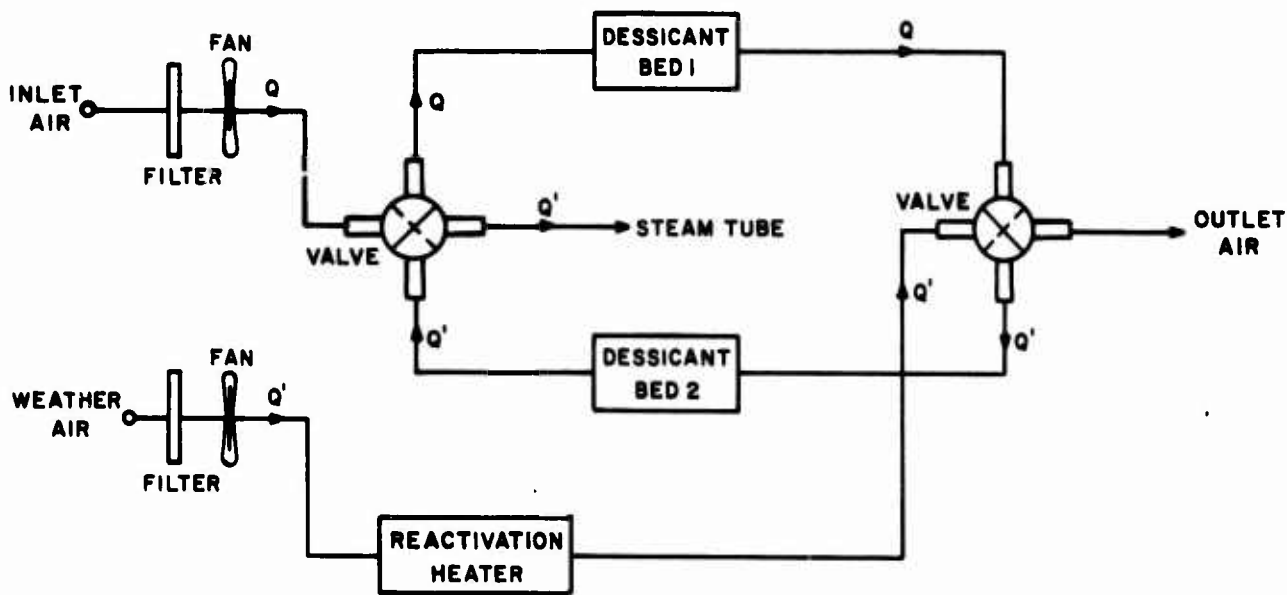 FAN
INLET
AIR
Q
FILTER
Q
DESSICANT
BED 1
Q
VALVE
Q'
STEAM TUBE
VALVE
OUTLET
AIR
Q'
Q'
DESSICANT
BED 2
Q'
FAN
WEATHER
AIR
Q'
FILTER
REACTIVATION
HEATER